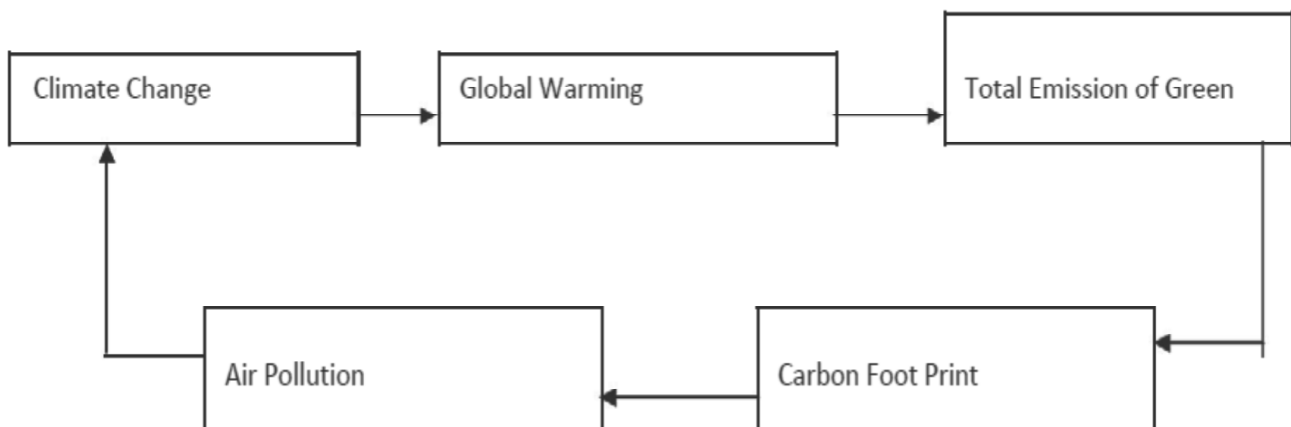 Climate Change
Global Warming
Total Emission of Green
Air Pollution
Carbon Foot Print